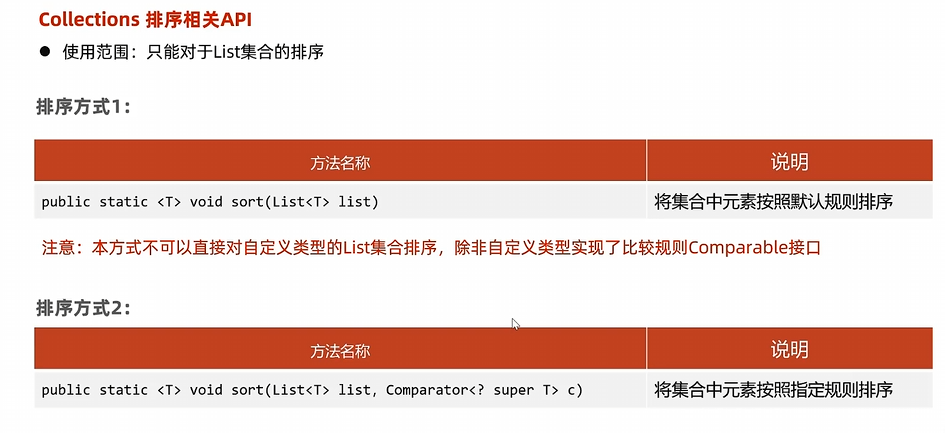 Collections 排序相关API
● 使用范围：只能对于List集合的排序
排序方式1：
方法名称 说明
public static <T> void sort(List<T> list) 将集合中元素按照默认规则排序
注意：本方式不可以直接对自定义类型的List集合排序，除非自定义类型实现了比较规则Comparable接口
排序方式2：
方法名称 说明
public static <T> void sort(List<T> list, Comparator<? super T> c) 将集合中元素按照指定规则排序